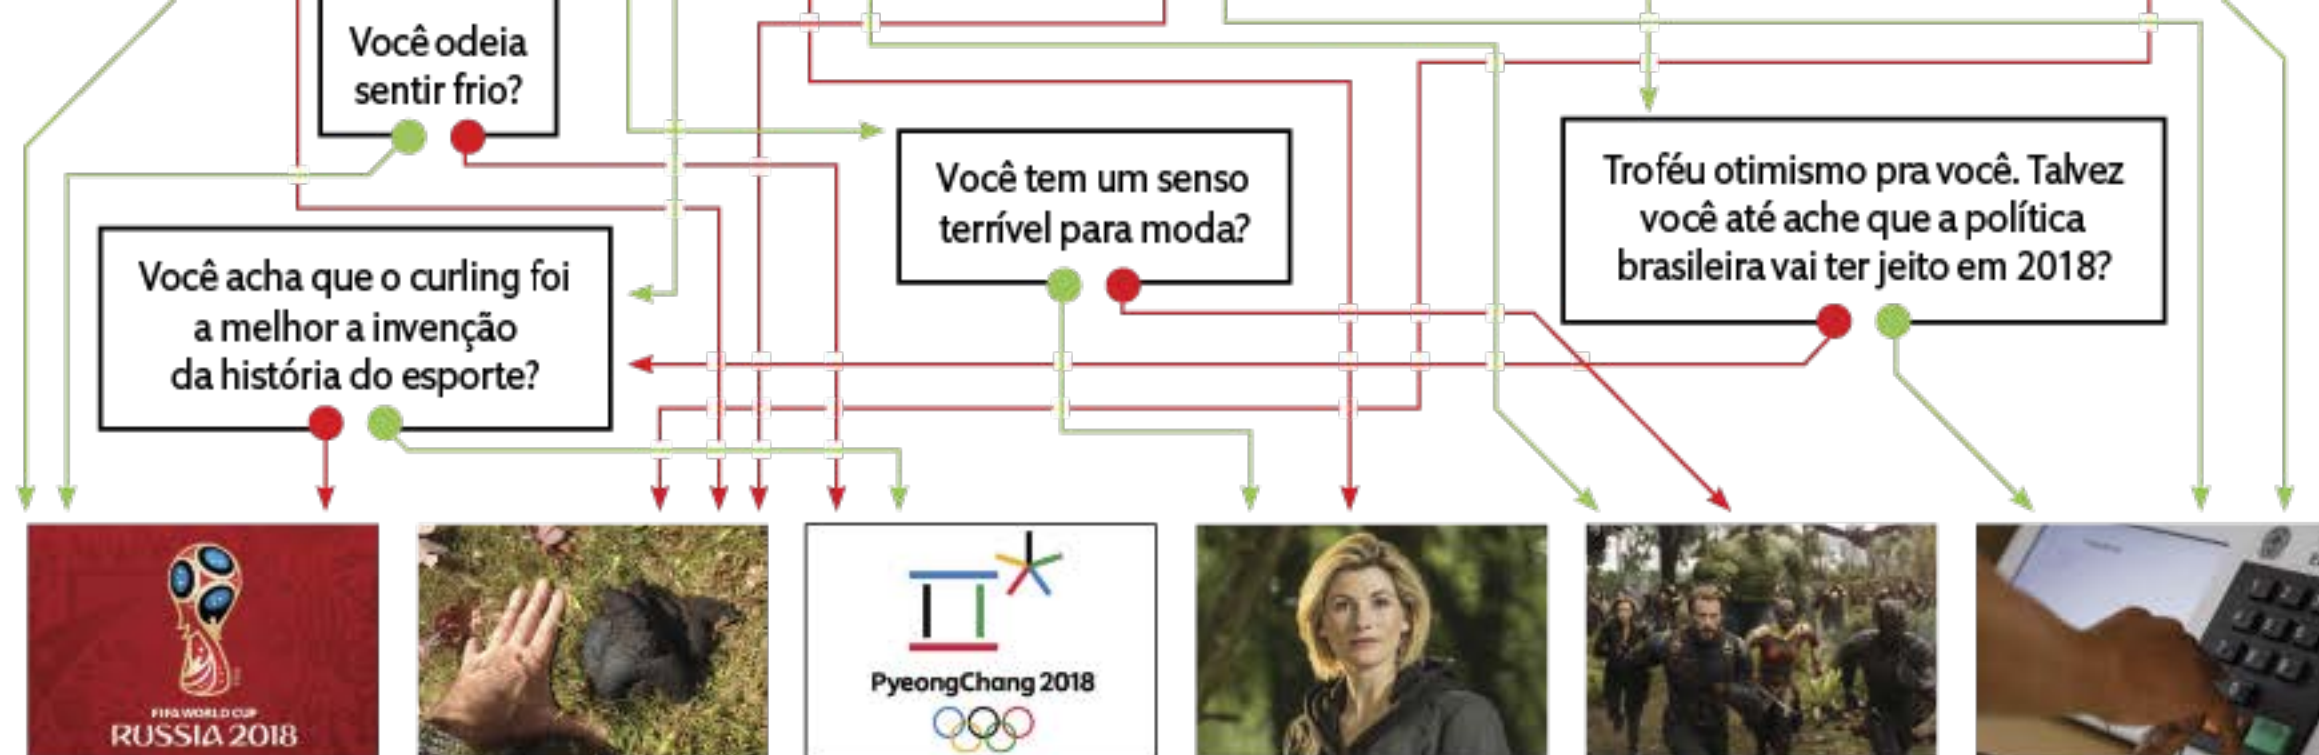 Você odeia
sentir frio?
Você tem um senso
terrível para moda?
Troféu otimismo pra você. Talvez
você até ache que a política
brasileira vai ter jeito em 2018?
Você acha que o curling foi
a melhor a invenção
da história do esporte?
FIFA WORLD CUP
RUSSIA 2018
PyeongChang 2018